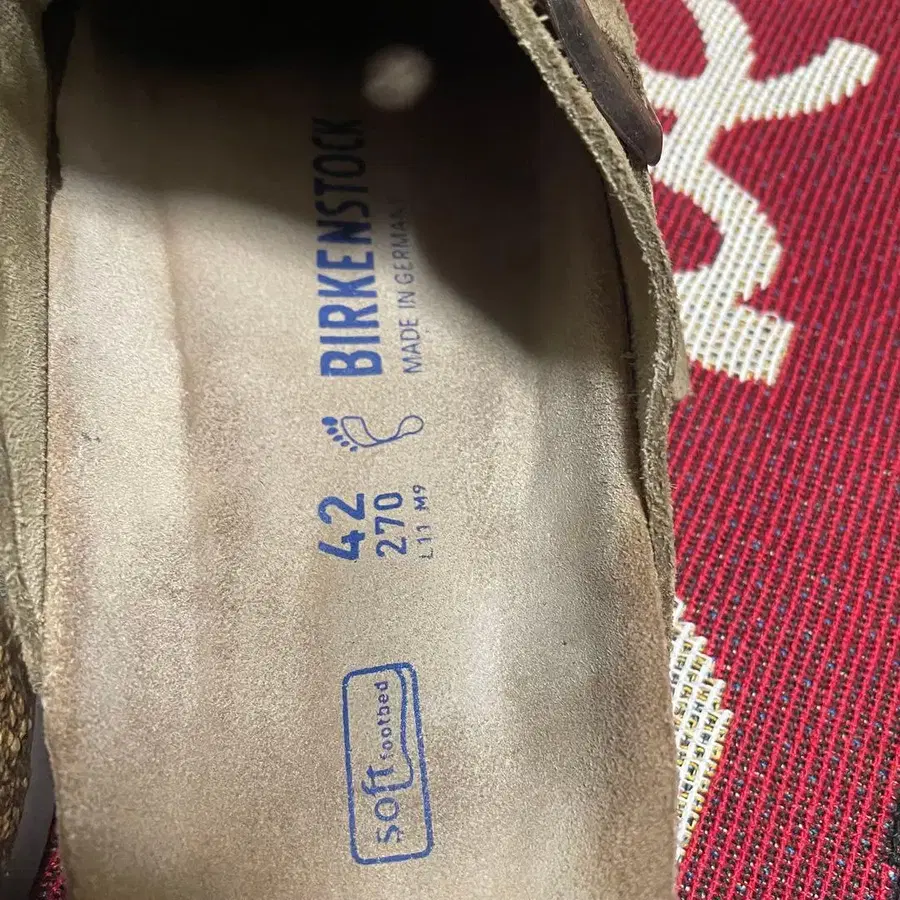 BIRKENSTOCK
MADE IN GERMANY
42
270
L11 M9
soft footbed